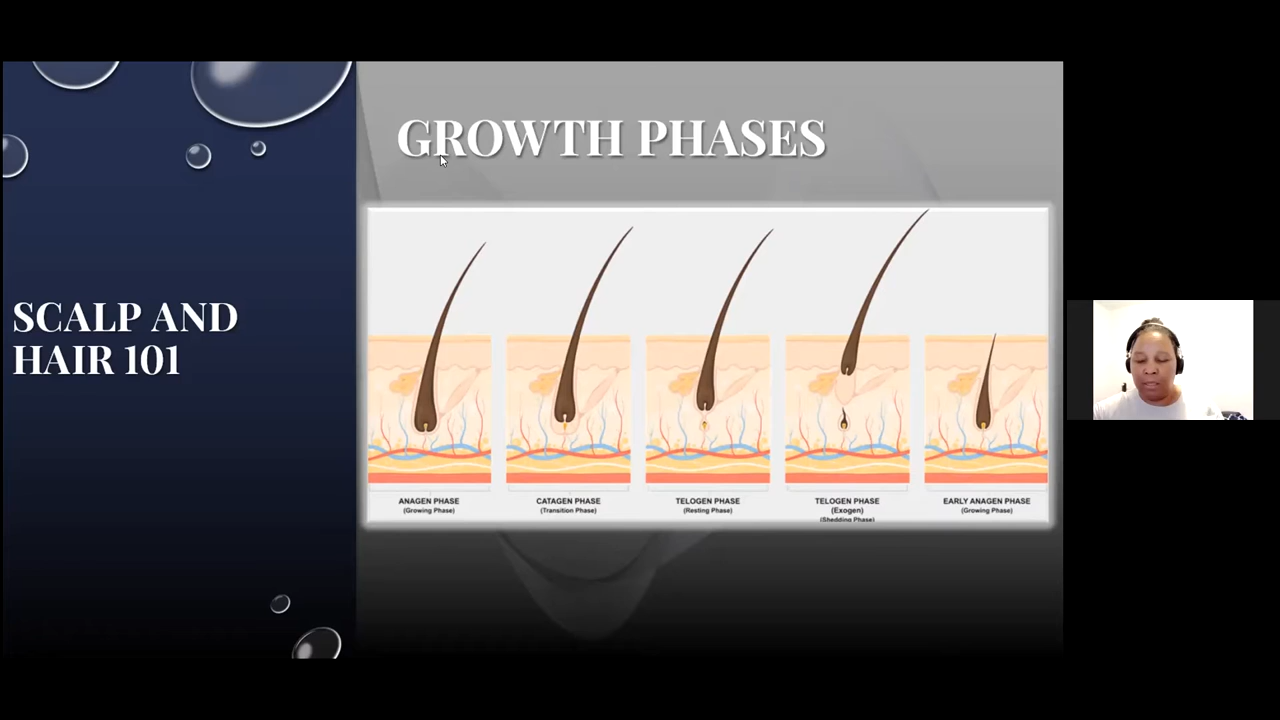 GROWTH PHASES
SCALP AND
HAIR 101
ANAGEN PHASE
(Growing Phase)
CATAGEN PHASE
(Transition Phase)
TELOGEN PHASE
(Resting Phase)
TELOGEN PHASE
(Exogen)
(Shedding Phase)
EARLY ANAGEN PHASE
(Growing Phase)